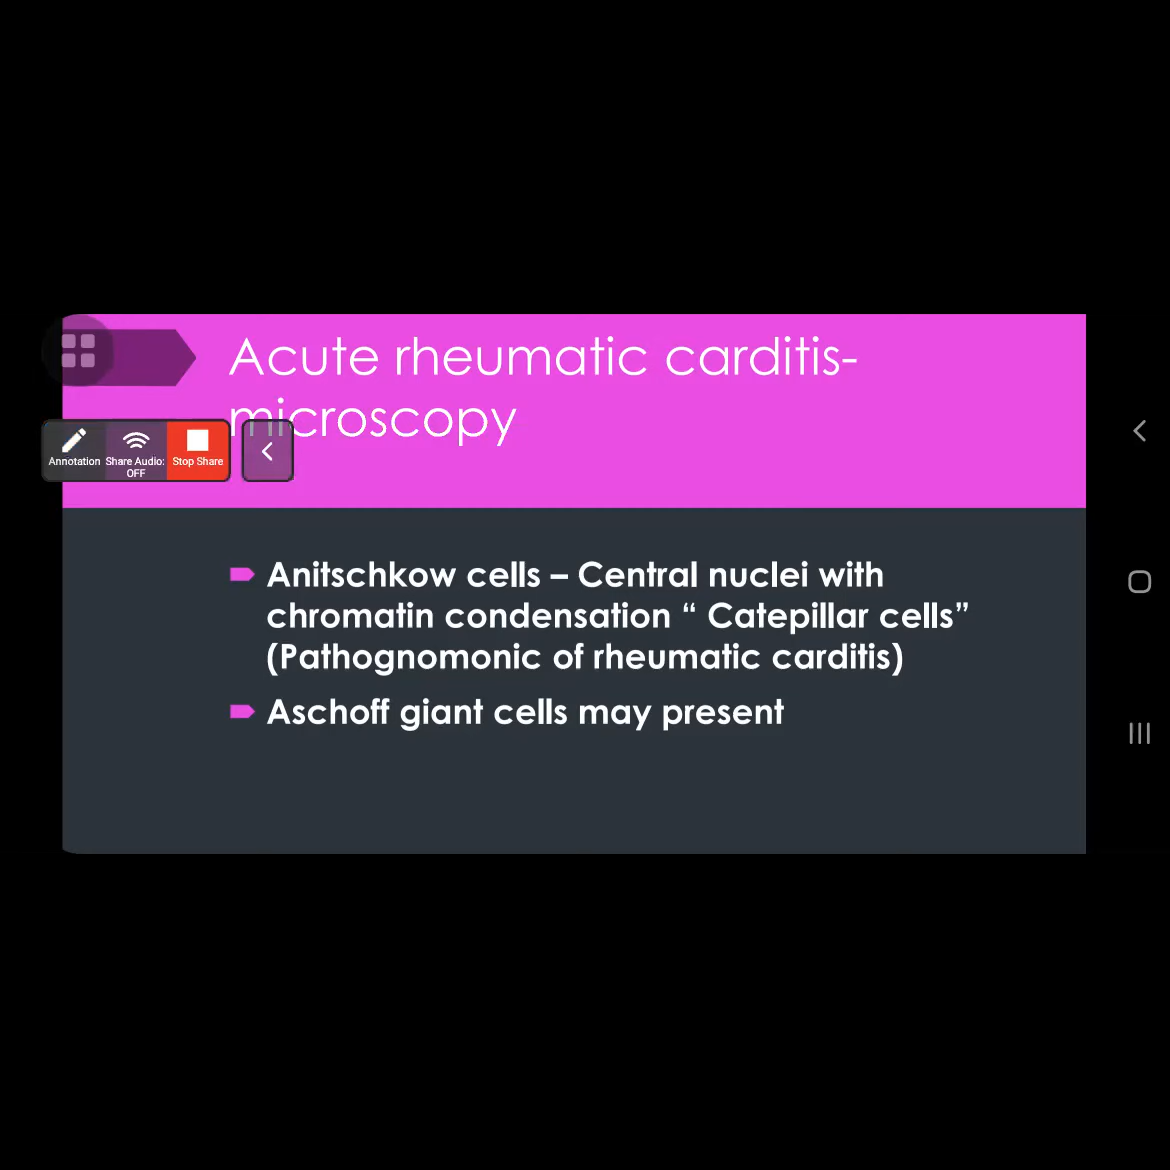 Acute rheumatic carditis-
microscopy
Annotation
Share Audio:
OFF
Stop Share
Anitschkow cells – Central nuclei with
chromatin condensation “ Catepillar cells”
(Pathognomonic of rheumatic carditis)
Aschoff giant cells may present